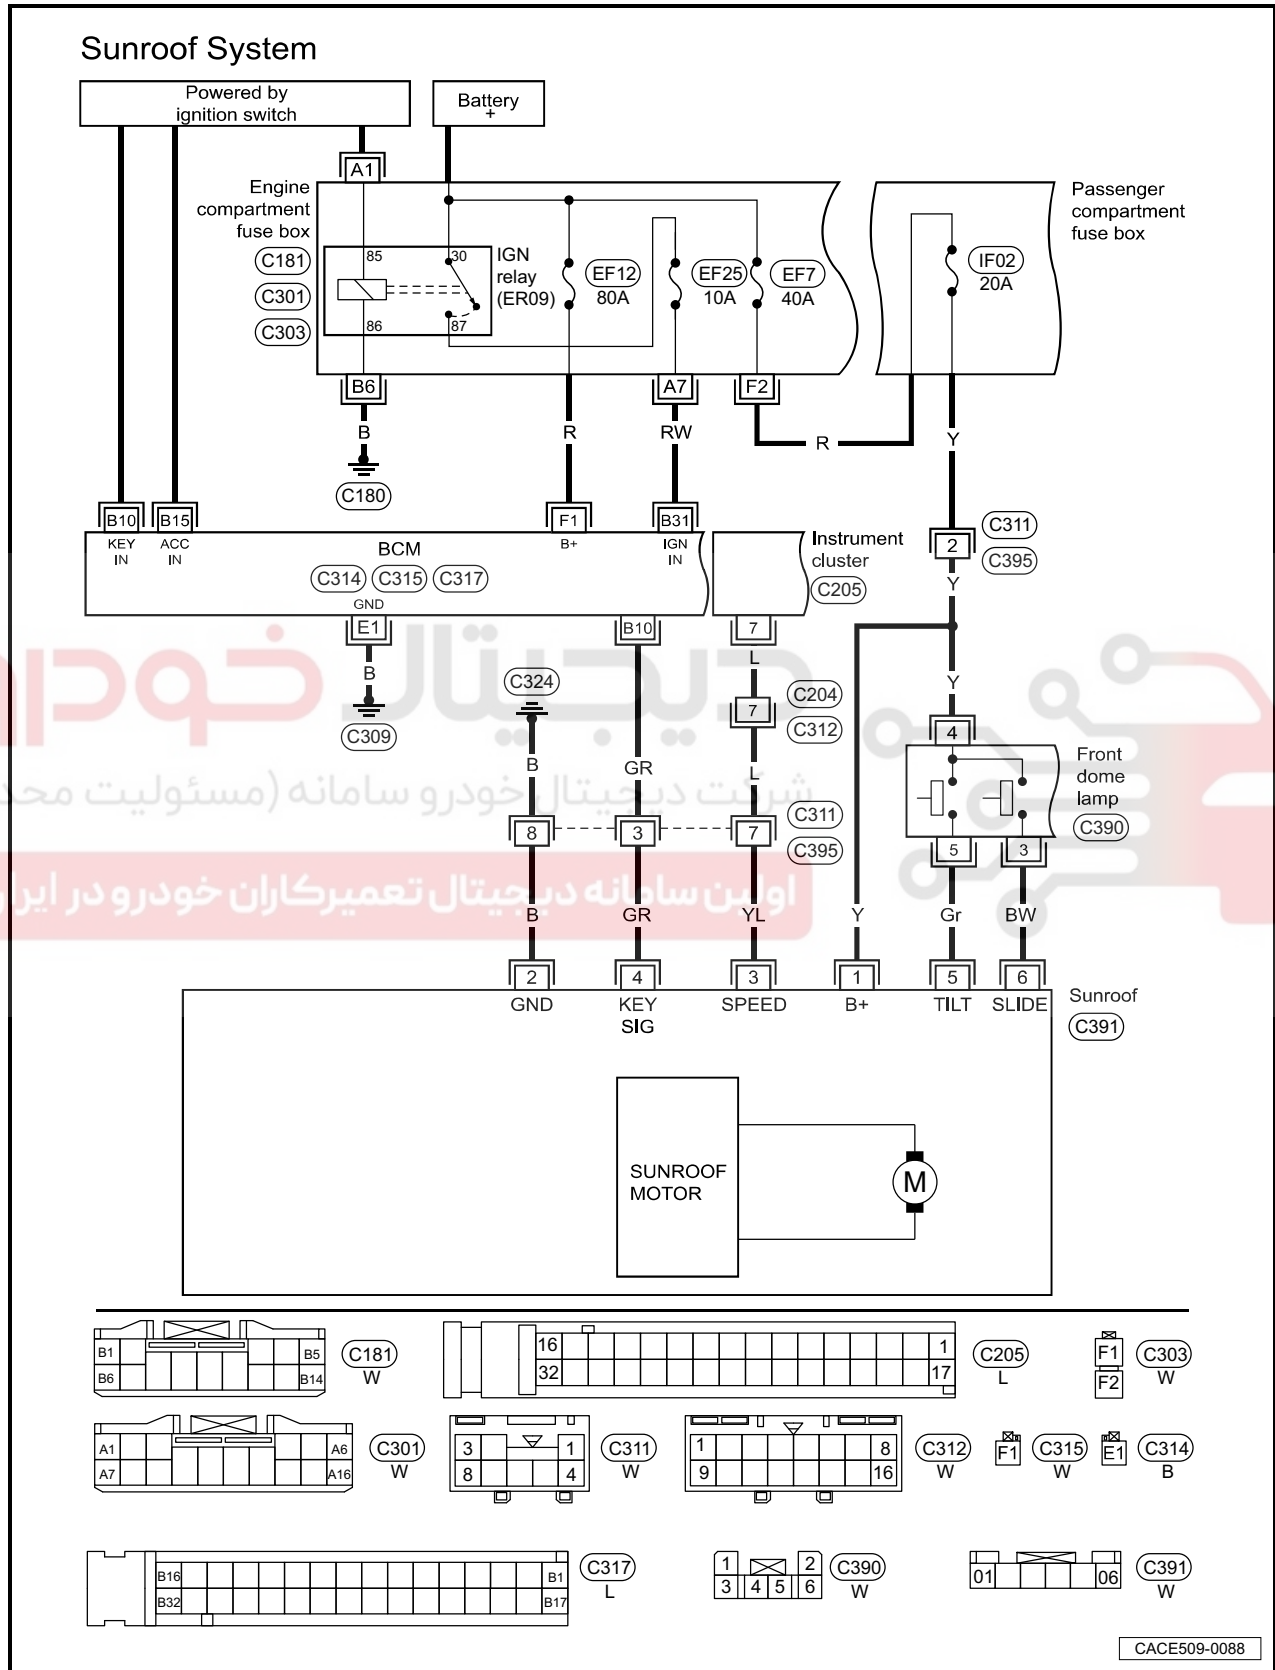 Sunroof System
Powered by
ignition switch
Battery
+
A1
Engine
compartment
fuse box
C181
C301
C303
85
30
86
87
IGN
relay
(ER09)
EF12
80A
EF25
10A
EF7
40A
IF02
20A
Passenger
compartment
fuse box
B6
A7
F2
B
R
RW
R
Y
C180
B10
B15
F1
B31
2
C311
C395
KEY
IN
ACC
IN
B+
IGN
IN
BCM
C314 C315 C317
GND
Instrument
cluster
C205
Y
E1
B10
7
B
L
C309
C324
7
C204
C312
Y
4
Front
dome
lamp
C390
B
GR
L
دیجیتال خودرو
شرکت دیجیتال خودرو سامانه (مسئولیت محد
8
3
7
C311
C395
5
3
اولین سامانه دیجیتال تعمیرکاران خودرو در ایران
B
GR
YL
Y
Gr
BW
2
4
3
1
5
6
GND
KEY
SIG
SPEED
B+
TILT
SLIDE
Sunroof
C391
SUNROOF
MOTOR
M
B1
B5
B6
B14
C181
W
16
1
32
17
C205
L
F1
F2
C303
W
A1
A6
A7
A16
C301
W
3
1
8
4
C311
W
1
8
9
16
C312
W
F1
C315
W
E1
C314
B
B16
B1
B32
B17
C317
L
1
2
3
4
5
6
C390
W
01
06
C391
W
CACE509-0088